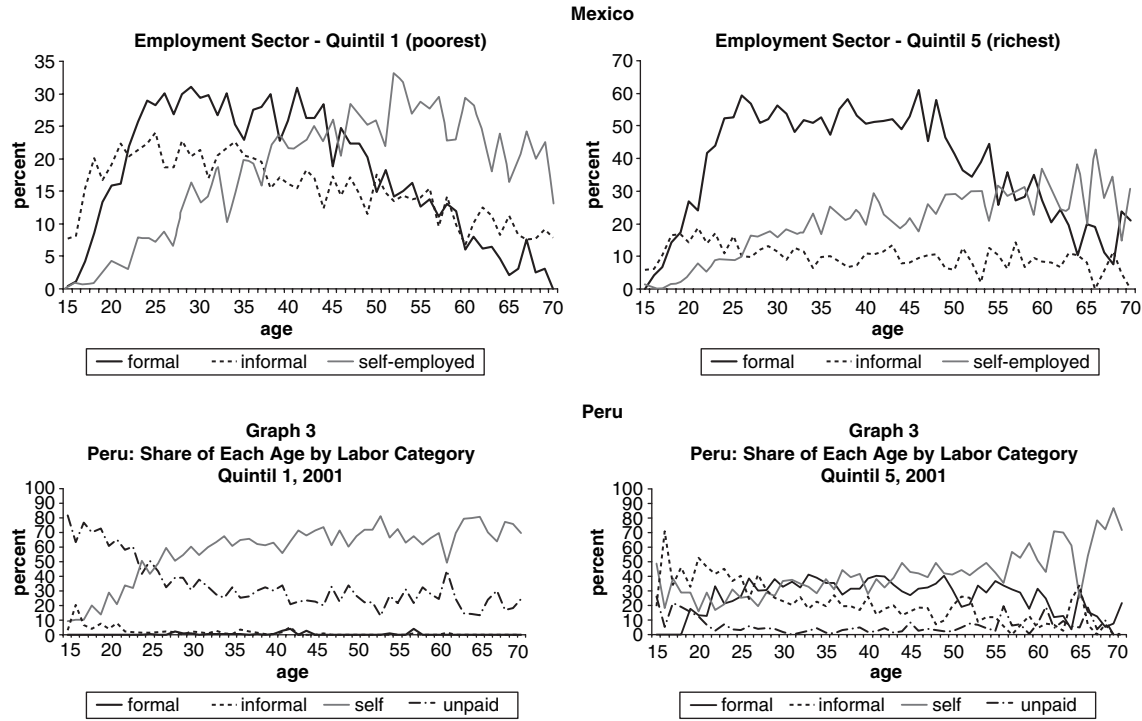 Mexico
Employment Sector - Quintil 1 (poorest)
percent
35
30
25
20
15
10
5
0
15 20 25 30 35 40 45 50 55 60 65 70
age
formal informal self-employed
Employment Sector - Quintil 5 (richest)
percent
70
60
50
40
30
20
10
0
15 20 25 30 35 40 45 50 55 60 65 70
age
formal informal self-employed
Peru
Graph 3
Peru: Share of Each Age by Labor Category
Quintil 1, 2001
percent
100
90
80
70
60
50
40
30
20
10
0
15 20 25 30 35 40 45 50 55 60 65 70
age
formal informal self unpaid
Graph 3
Peru: Share of Each Age by Labor Category
Quintil 5, 2001
percent
100
90
80
70
60
50
40
30
20
10
0
15 20 25 30 35 40 45 50 55 60 65 70
age
formal informal self unpaid